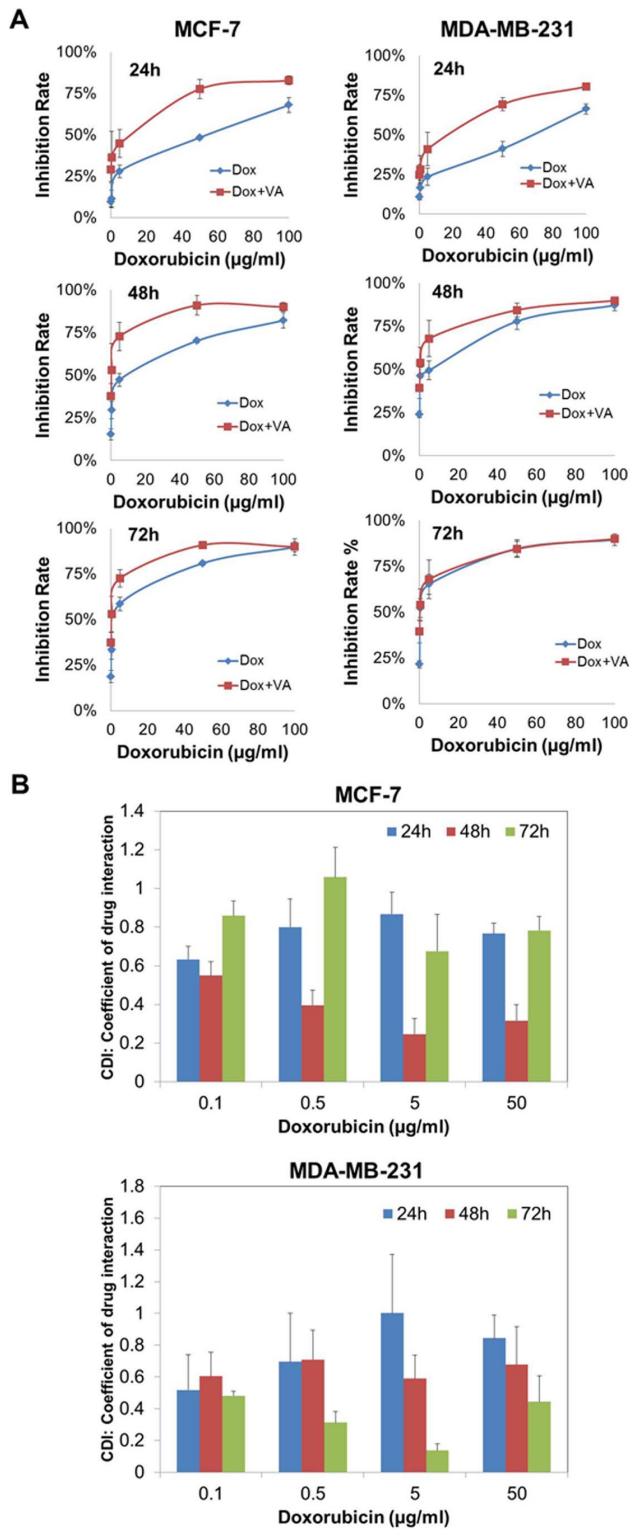 A
MCF-7
MDA-MB-231
24h
100%
75%
50%
25%
0%
Inhibition Rate
Dox
Dox+VA
0 20 40 60 80 100
Doxorubicin (µg/ml)
24h
100%
75%
50%
25%
0%
Inhibition Rate
Dox
Dox+VA
0 20 40 60 80 100
Doxorubicin (µg/ml)
48h
100%
75%
50%
25%
0%
Inhibition Rate
Dox
Dox+VA
0 20 40 60 80 100
Doxorubicin (µg/ml)
48h
100%
75%
50%
25%
0%
Inhibition Rate
Dox
Dox+VA
0 20 40 60 80 100
Doxorubicin (µg/ml)
72h
100%
75%
50%
25%
0%
Inhibition Rate
Dox
Dox+VA
0 20 40 60 80 100
Doxorubicin (µg/ml)
72h
100%
75%
50%
25%
0%
Inhibition Rate %
Dox
Dox+VA
0 20 40 60 80 100
Doxorubicin (µg/ml)
B
MCF-7
24h 48h 72h
1.4
1.2
1
0.8
0.6
0.4
0.2
0
CDI: Coefficient of drug interaction
0.1 0.5 5 50
Doxorubicin (µg/ml)
MDA-MB-231
24h 48h 72h
1.8
1.6
1.4
1.2
1
0.8
0.6
0.4
0.2
0
CDI: Coefficient of drug interaction
0.1 0.5 5 50
Doxorubicin (µg/ml)